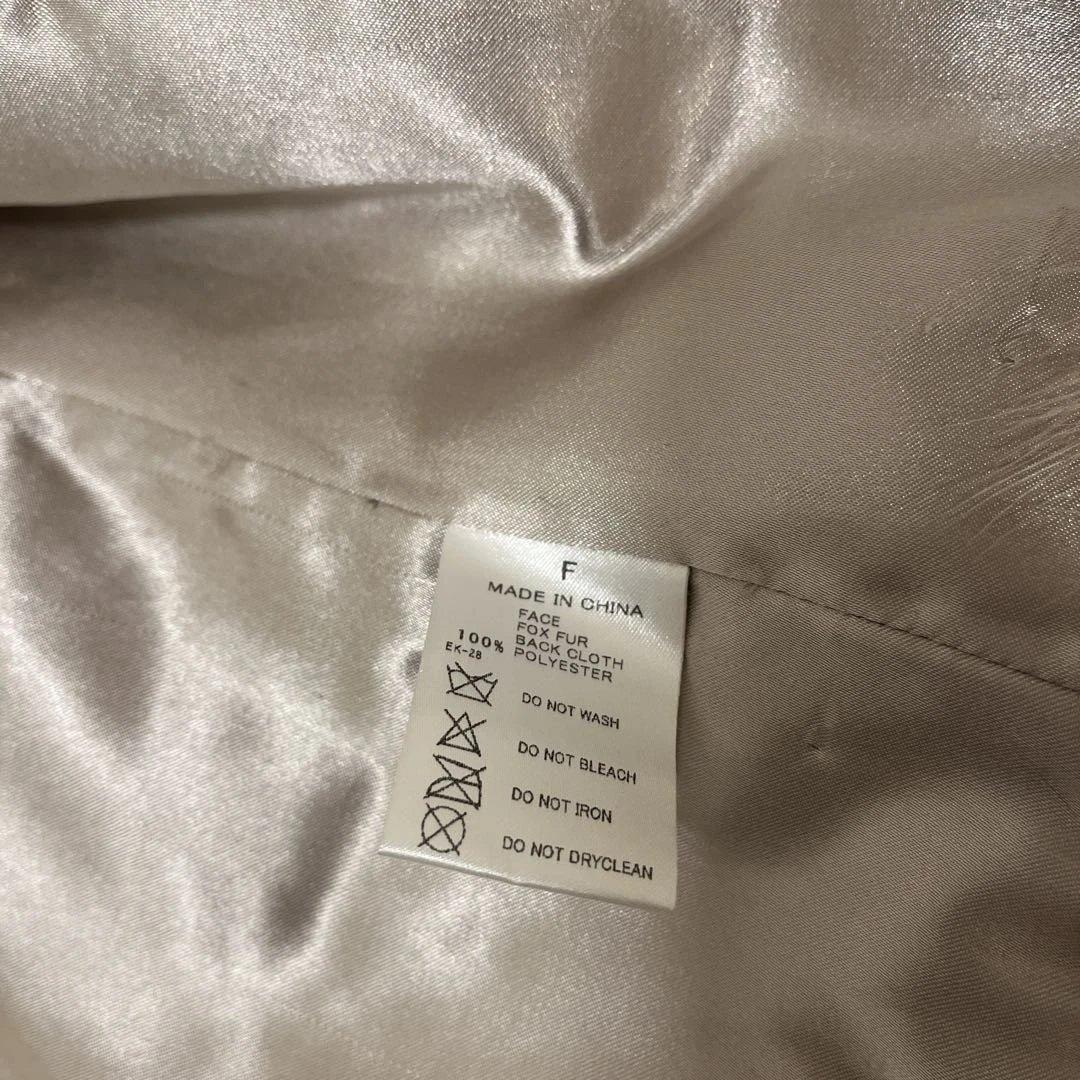 F
MADE IN CHINA
FACE
FOX FUR
BACK CLOTH
100% POLYESTER
EK-28
DO NOT WASH
DO NOT BLEACH
DO NOT IRON
DO NOT DRYCLEAN